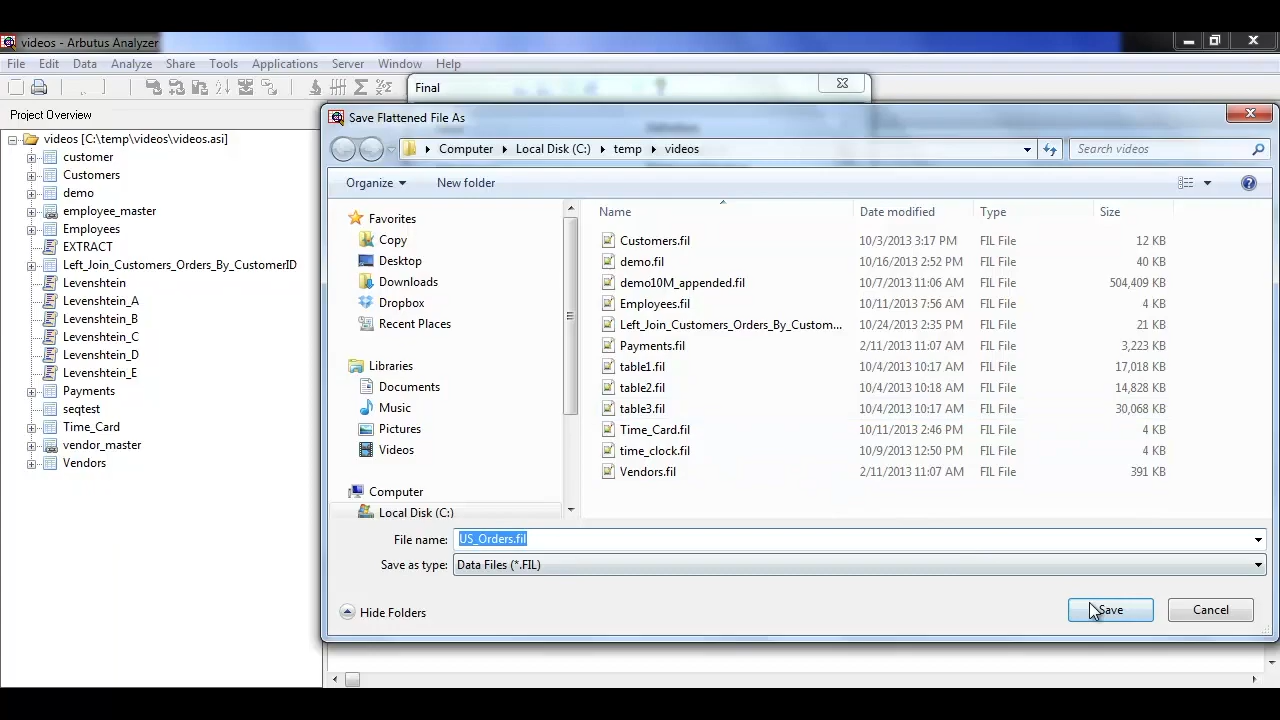 videos - Arbutus Analyzer
File Edit Data Analyze Share Tools Applications Server Window Help
Final
Project Overview
videos [C:\temp\videos\videos.asi]
customer
Customers
demo
employee_master
Employees
EXTRACT
Left_Join_Customers_Orders_By_CustomerID
Levenshtein
Levenshtein_A
Levenshtein_B
Levenshtein_C
Levenshtein_D
Levenshtein_E
Payments
seqtest
Time_Card
vendor_master
Vendors
Save Flattened File As
Computer Local Disk (C:) temp videos
Search videos
Organize New folder
Favorites
Copy
Desktop
Downloads
Dropbox
Recent Places
Libraries
Documents
Music
Pictures
Videos
Computer
Local Disk (C:)
Name Date modified Type Size
Customers.fil 10/3/2013 3:17 PM FIL File 12 KB
demo.fil 10/16/2013 2:52 PM FIL File 40 KB
demo10M_appended.fil 10/7/2013 11:06 AM FIL File 504,409 KB
Employees.fil 10/11/2013 7:56 AM FIL File 4 KB
Left_Join_Customers_Orders_By_Custom... 10/24/2013 2:35 PM FIL File 21 KB
Payments.fil 2/11/2013 11:07 AM FIL File 3,223 KB
table1.fil 10/4/2013 10:17 AM FIL File 17,018 KB
table2.fil 10/4/2013 10:18 AM FIL File 14,828 KB
table3.fil 10/4/2013 10:17 AM FIL File 30,068 KB
Time_Card.fil 10/11/2013 2:46 PM FIL File 4 KB
time_clock.fil 10/9/2013 12:50 PM FIL File 4 KB
Vendors.fil 2/11/2013 11:07 AM FIL File 391 KB
File name: US_Orders.fil
Save as type: Data Files (*.FIL)
Hide Folders
Save Cancel